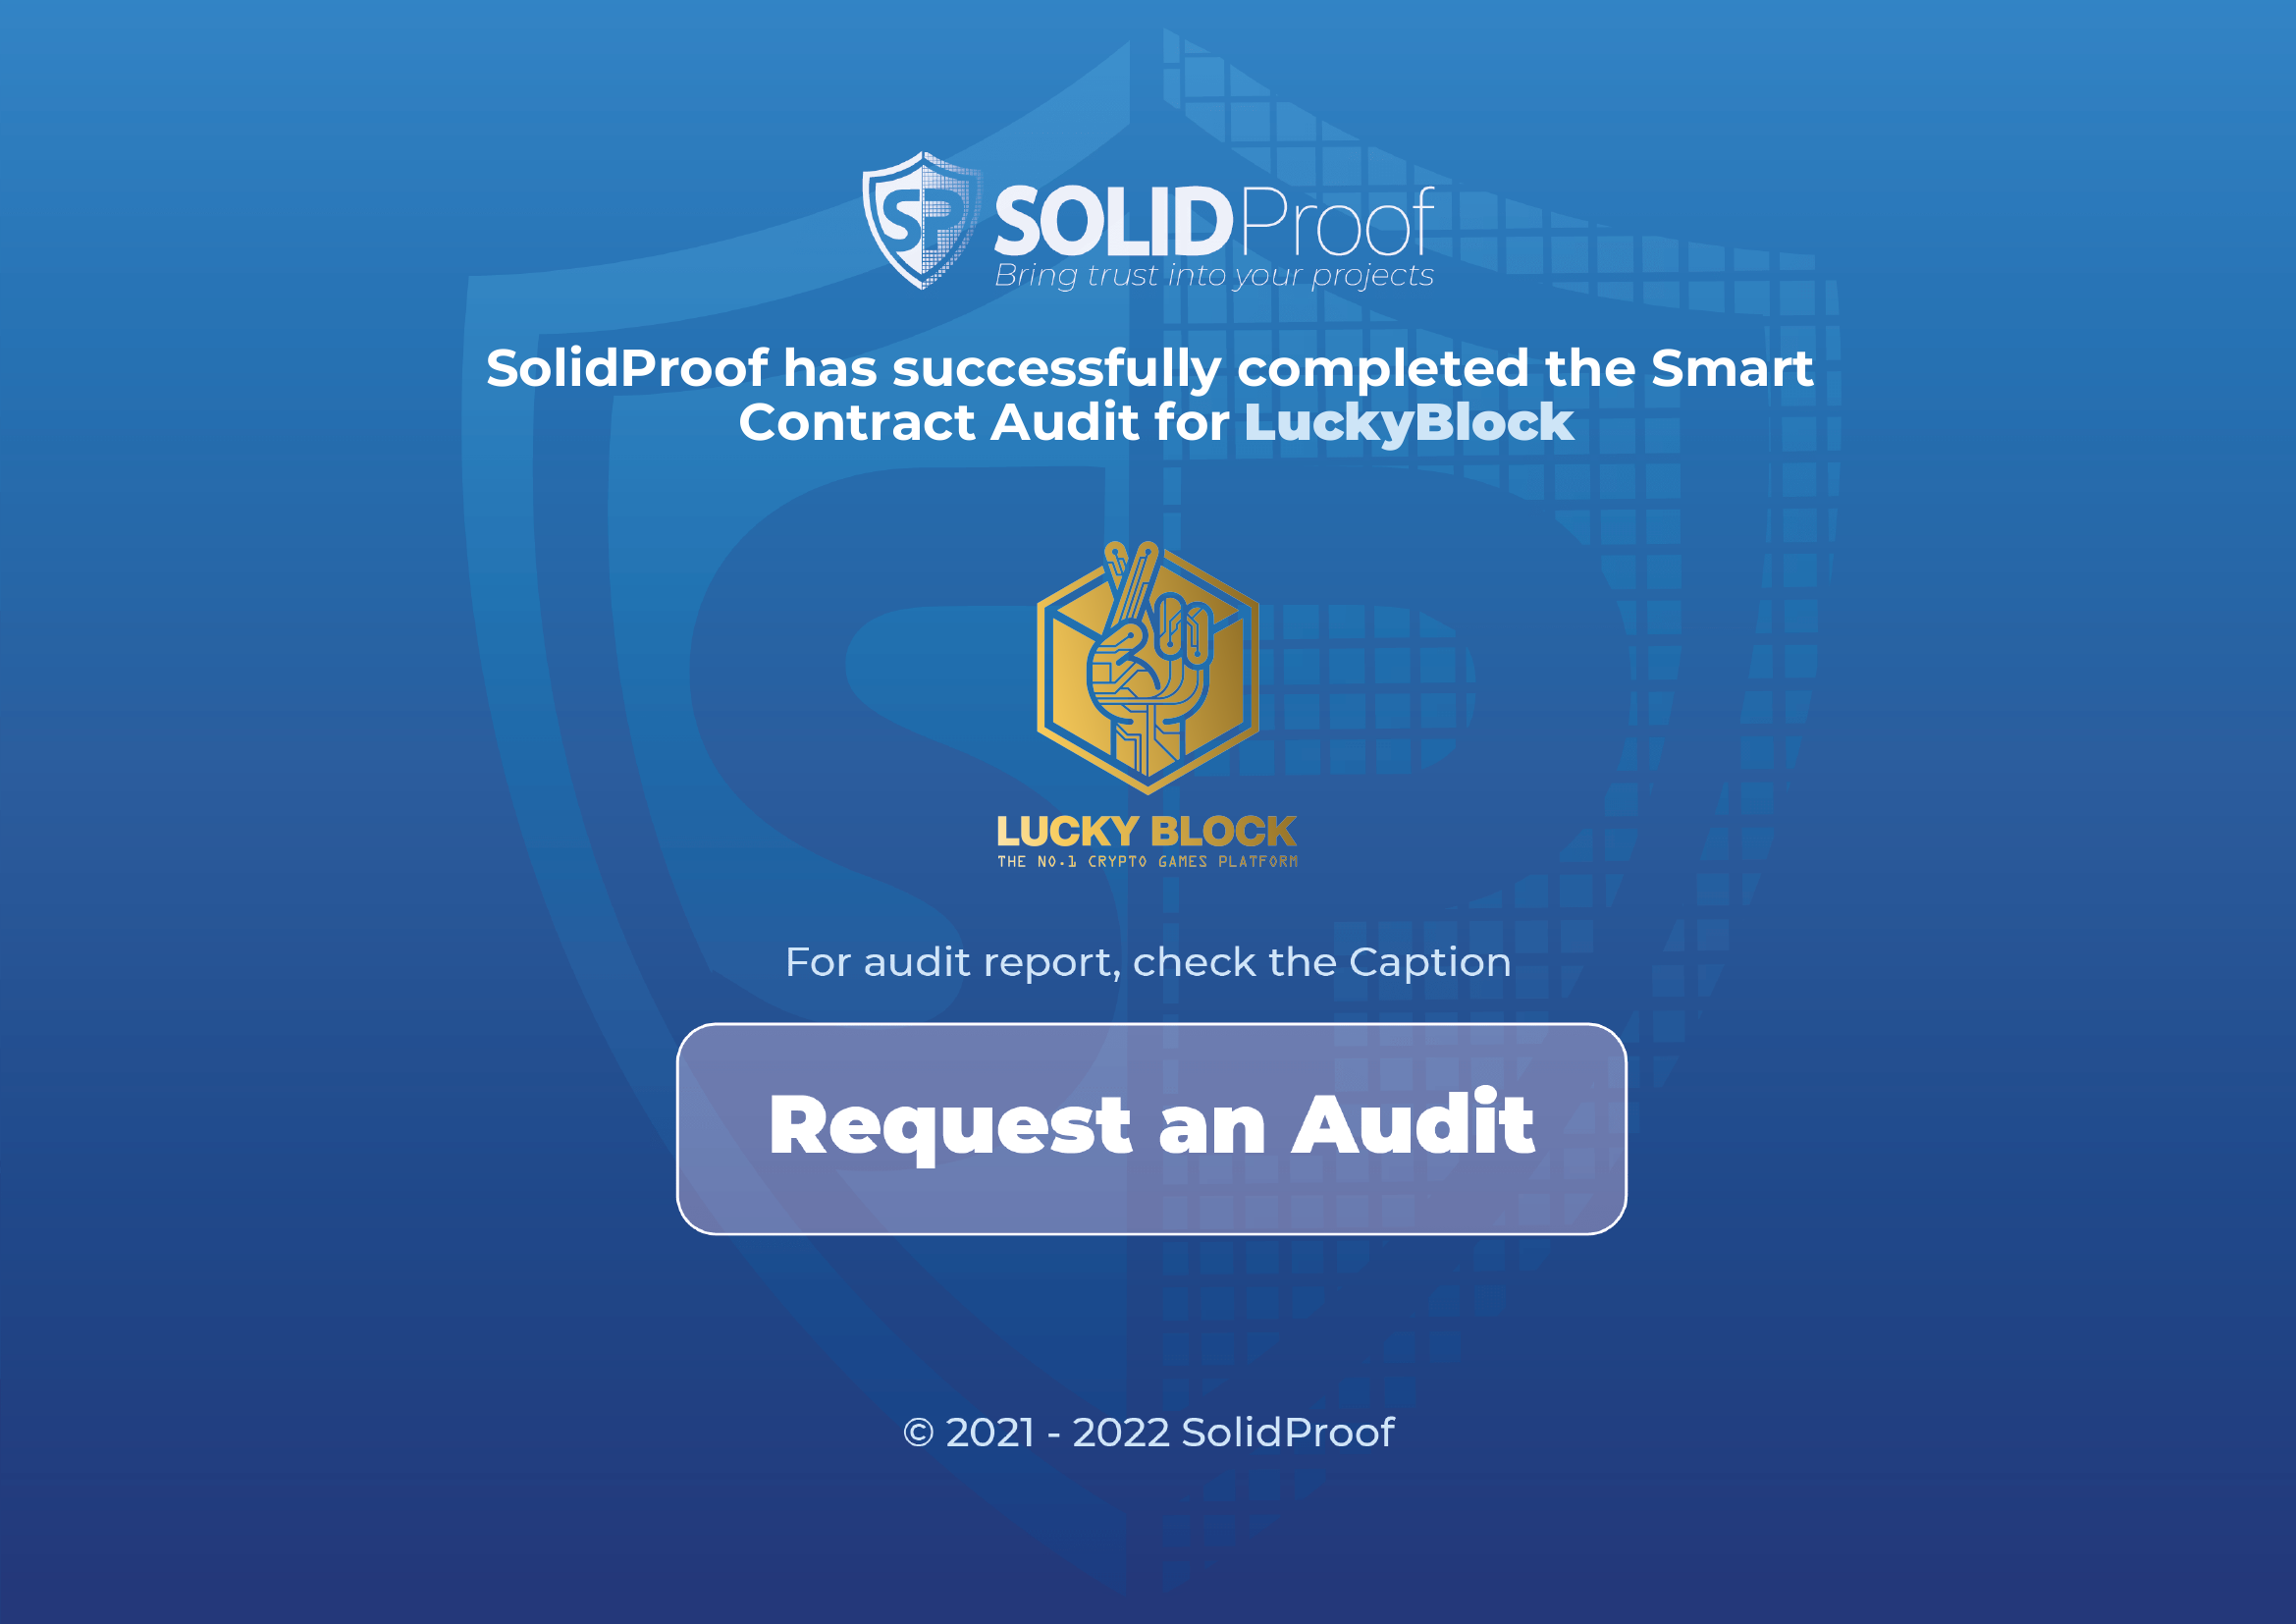 SP SOLIDProof
Bring trust into your projects
SolidProof has successfully completed the Smart
Contract Audit for LuckyBlock
LUCKY BLOCK
THE NO.1 CRYPTO GAMES PLATFORM
For audit report, check the Caption
Request an Audit
© 2021 - 2022 SolidProof